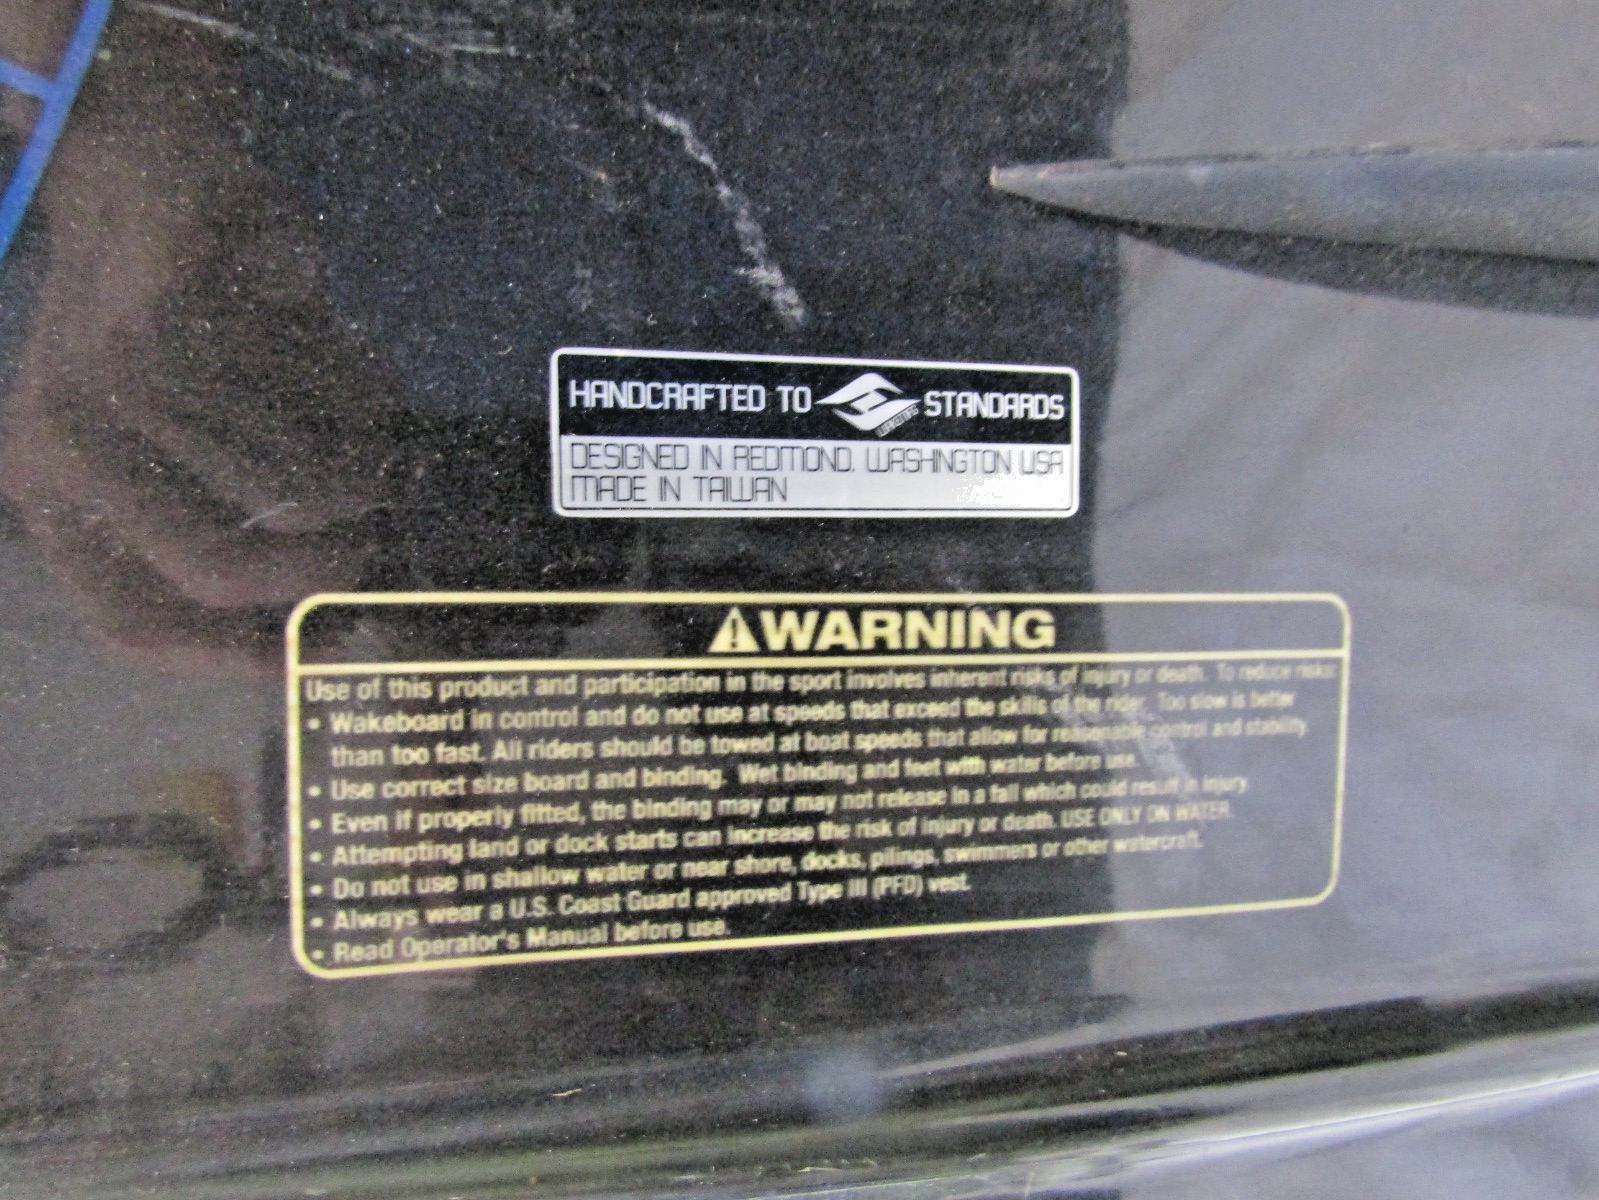 HANDCRAFTED TO STANDARDS
DESIGNED IN REDMOND, WASHINGTON USA
MADE IN TAIWAN
WARNING
Use of this product and participation in the sport involves inherent risks of injury or death. To reduce risks:
• Wakeboard in control and do not use at speeds that exceed the skills of the rider. Too slow is better
than too fast. All riders should be towed at boat speeds that allow for reasonable control and stability.
• Use correct size board and binding. Wet binding and feet with water before use.
• Even if properly fitted, the binding may or may not release in a fall which could result in injury.
• Attempting land or dock starts can increase the risk of injury or death. USE ONLY ON WATER.
• Do not use in shallow water or near shore, docks, pilings, swimmers or other watercraft.
• Always wear a U.S. Coast Guard approved Type III (PFD) vest.
• Read Operator's Manual before use.